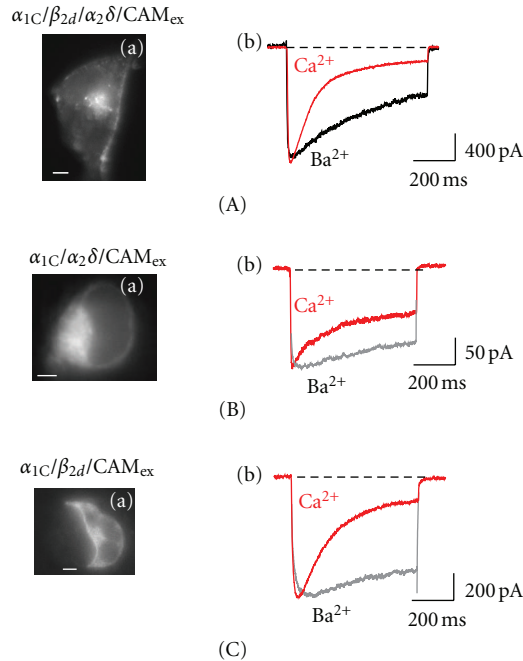 α1C/β2d/α2δ/CAMex
(a)
(b)
Ca2+
Ba2+
400 pA
200 ms
(A)
α1C/α2δ/CAMex
(a)
(b)
Ca2+
Ba2+
50 pA
200 ms
(B)
α1C/β2d/CAMex
(a)
(b)
Ca2+
Ba2+
200 pA
200 ms
(C)